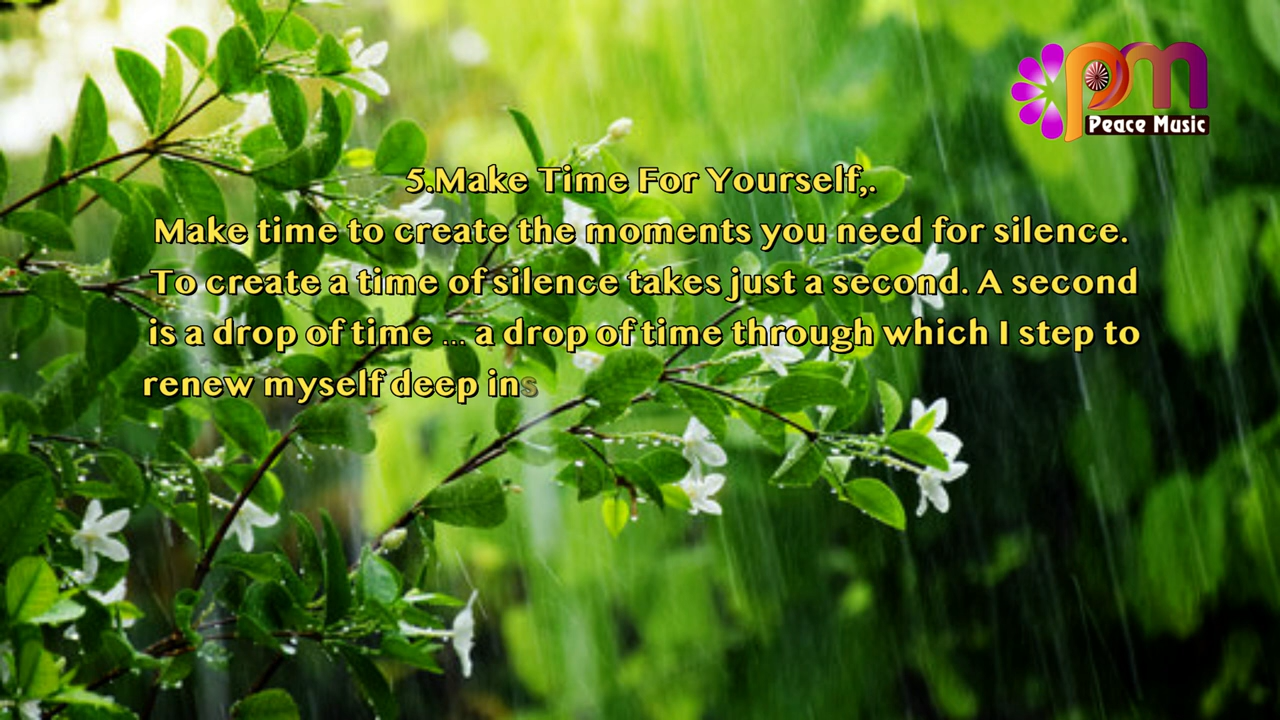 pm
Peace Music
5.Make Time For Yourself,.
Make time to create the moments you need for silence.
To create a time of silence takes just a second. A second
is a drop of time ... a drop of time through which I step to
renew myself deep ins